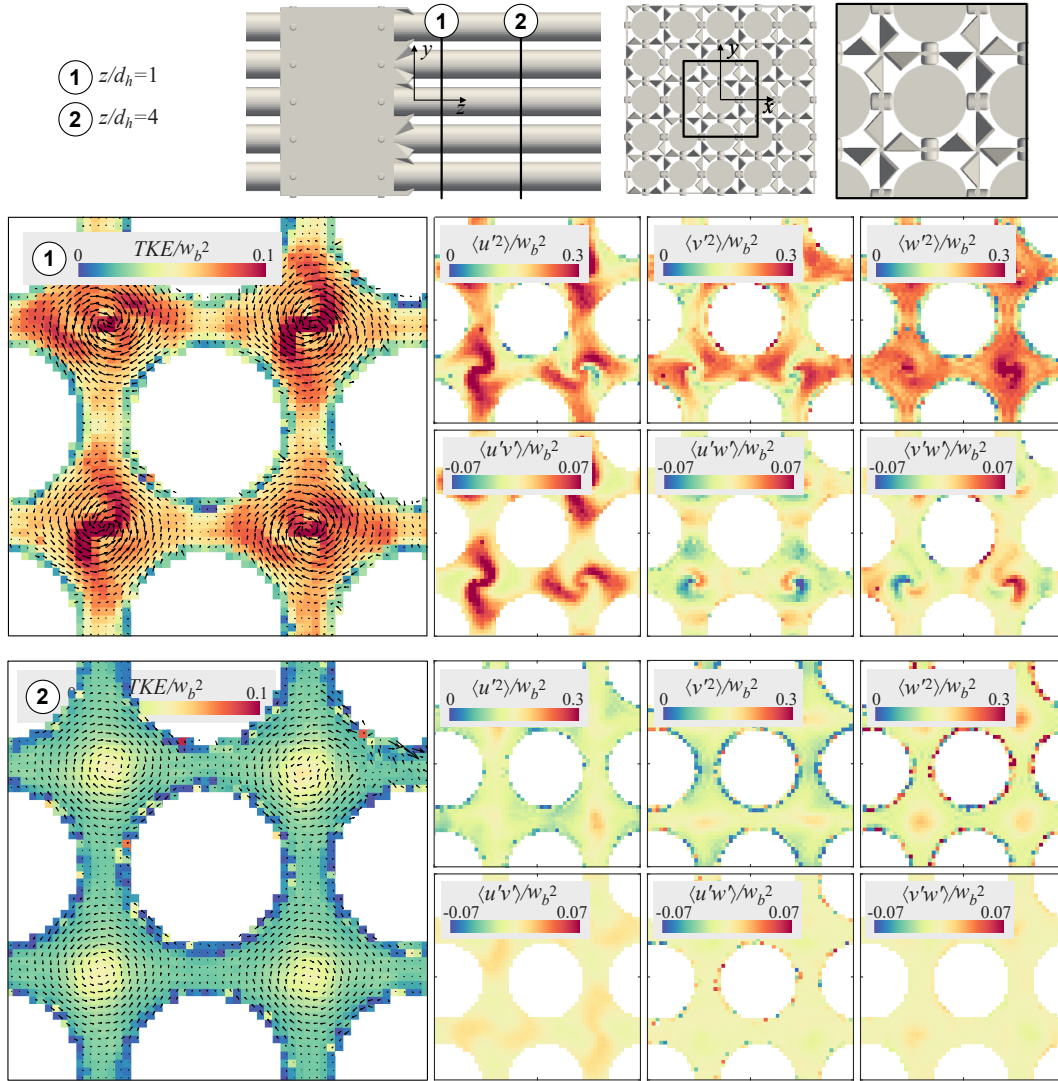 1 2
y y
1 z/d_h=1
z x
2 z/d_h=4
1
TKE/w_b^2
0 0.1
⟨u'^2⟩/w_b^2
0 0.3
⟨v'^2⟩/w_b^2
0 0.3
⟨w'^2⟩/w_b^2
0 0.3
⟨u'v'⟩/w_b^2
-0.07 0.07
⟨u'w'⟩/w_b^2
-0.07 0.07
⟨v'w'⟩/w_b^2
-0.07 0.07
2
TKE/w_b^2
0.1
⟨u'^2⟩/w_b^2
0 0.3
⟨v'^2⟩/w_b^2
0 0.3
⟨w'^2⟩/w_b^2
0 0.3
⟨u'v'⟩/w_b^2
-0.07 0.07
⟨u'w'⟩/w_b^2
-0.07 0.07
⟨v'w'⟩/w_b^2
-0.07 0.07